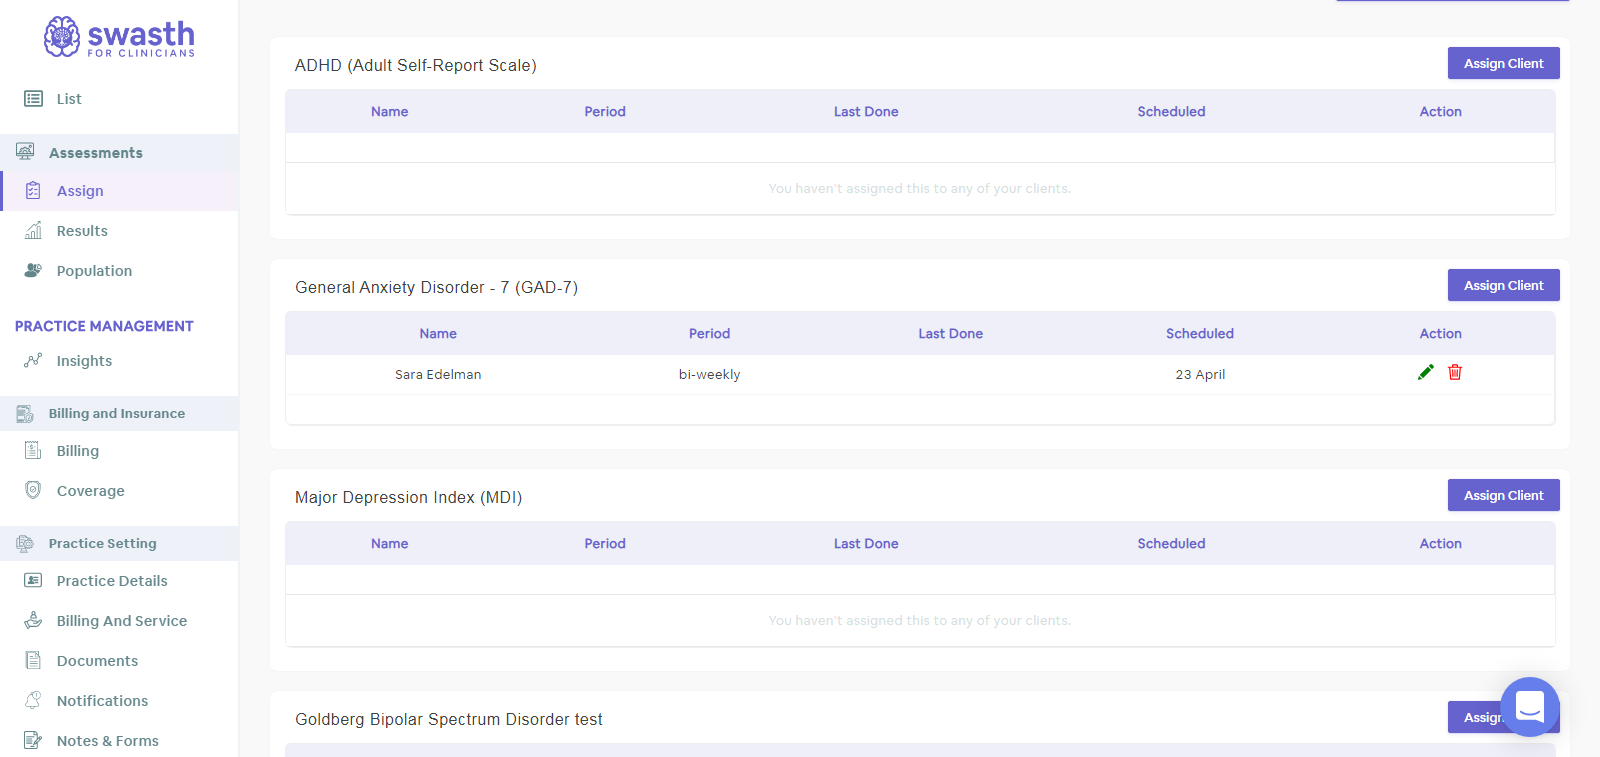 swasth
FOR CLINICIANS
List
Assessments
Assign
Results
Population
PRACTICE MANAGEMENT
Insights
Billing and Insurance
Billing
Coverage
Practice Setting
Practice Details
Billing And Service
Documents
Notifications
Notes & Forms
ADHD (Adult Self-Report Scale)
Assign Client
Name Period Last Done Scheduled Action
You haven't assigned this to any of your clients.
General Anxiety Disorder - 7 (GAD-7)
Assign Client
Name Period Last Done Scheduled Action
Sara Edelman bi-weekly 23 April
Major Depression Index (MDI)
Assign Client
Name Period Last Done Scheduled Action
You haven't assigned this to any of your clients.
Goldberg Bipolar Spectrum Disorder test
Assign